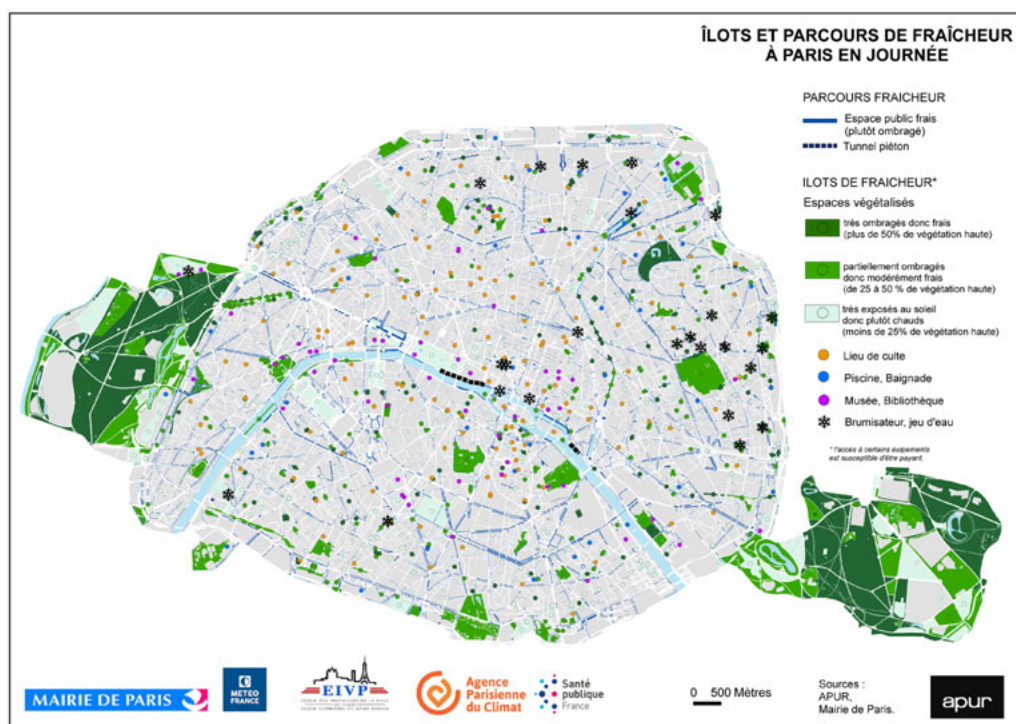 ÎLOTS ET PARCOURS DE FRAÎCHEUR
À PARIS EN JOURNÉE
PARCOURS FRAICHEUR
Espace public frais
(plutôt ombragé)
Tunnel piéton
ILOTS DE FRAICHEUR*
Espaces végétalisés
très ombragés donc frais
(plus de 50% de végétation haute)
partiellement ombragés
donc modérément frais
(de 25 à 50 % de végétation haute)
très exposés au soleil
donc plutôt chauds
(moins de 25% de végétation haute)
Lieu de culte
Piscine, Baignade
Musée, Bibliothèque
Brumisateur, jeu d'eau
* l'accès à certains équipements
est susceptible d'être payant
MAIRIE DE PARIS
METEO
FRANCE
EIVP
Agence
Parisienne
du Climat
Santé
publique
France
0 500 Mètres
Sources :
APUR,
Mairie de Paris.
apur